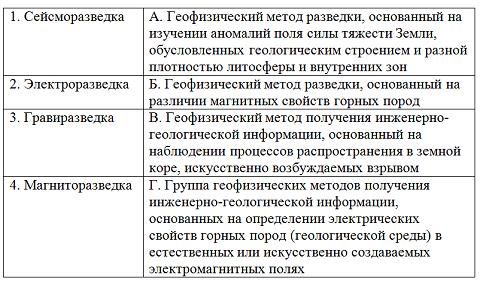 1. Сейсморазведка
А. Геофизический метод разведки, основанный на
изучении аномалий поля силы тяжести Земли,
обусловленных геологическим строением и разной
плотностью литосферы и внутренних зон
2. Электроразведка
Б. Геофизический метод разведки, основанный на
различии магнитных свойств горных пород
3. Гравиразведка
В. Геофизический метод получения инженерно-
геологической информации, основанный на
наблюдении процессов распространения в земной
коре, искусственно возбуждаемых взрывом
4. Магниторазведка
Г. Группа геофизических методов получения
инженерно-геологической информации,
основанных на определении электрических
свойств горных пород (геологической среды) в
естественных или искусственно создаваемых
электромагнитных полях